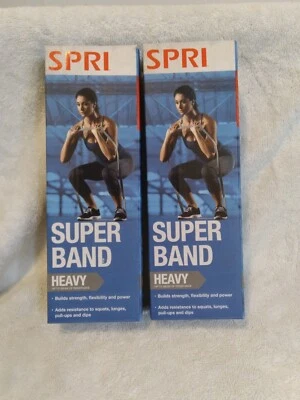 SPRI
SUPER
BAND
HEAVY
• Builds strength, flexibility and power
• Adds resistance to squats, lunges,
pull-ups and dips
SPRI
SUPER
BAND
HEAVY
• Builds strength, flexibility and power
• Adds resistance to squats, lunges,
pull-ups and dips